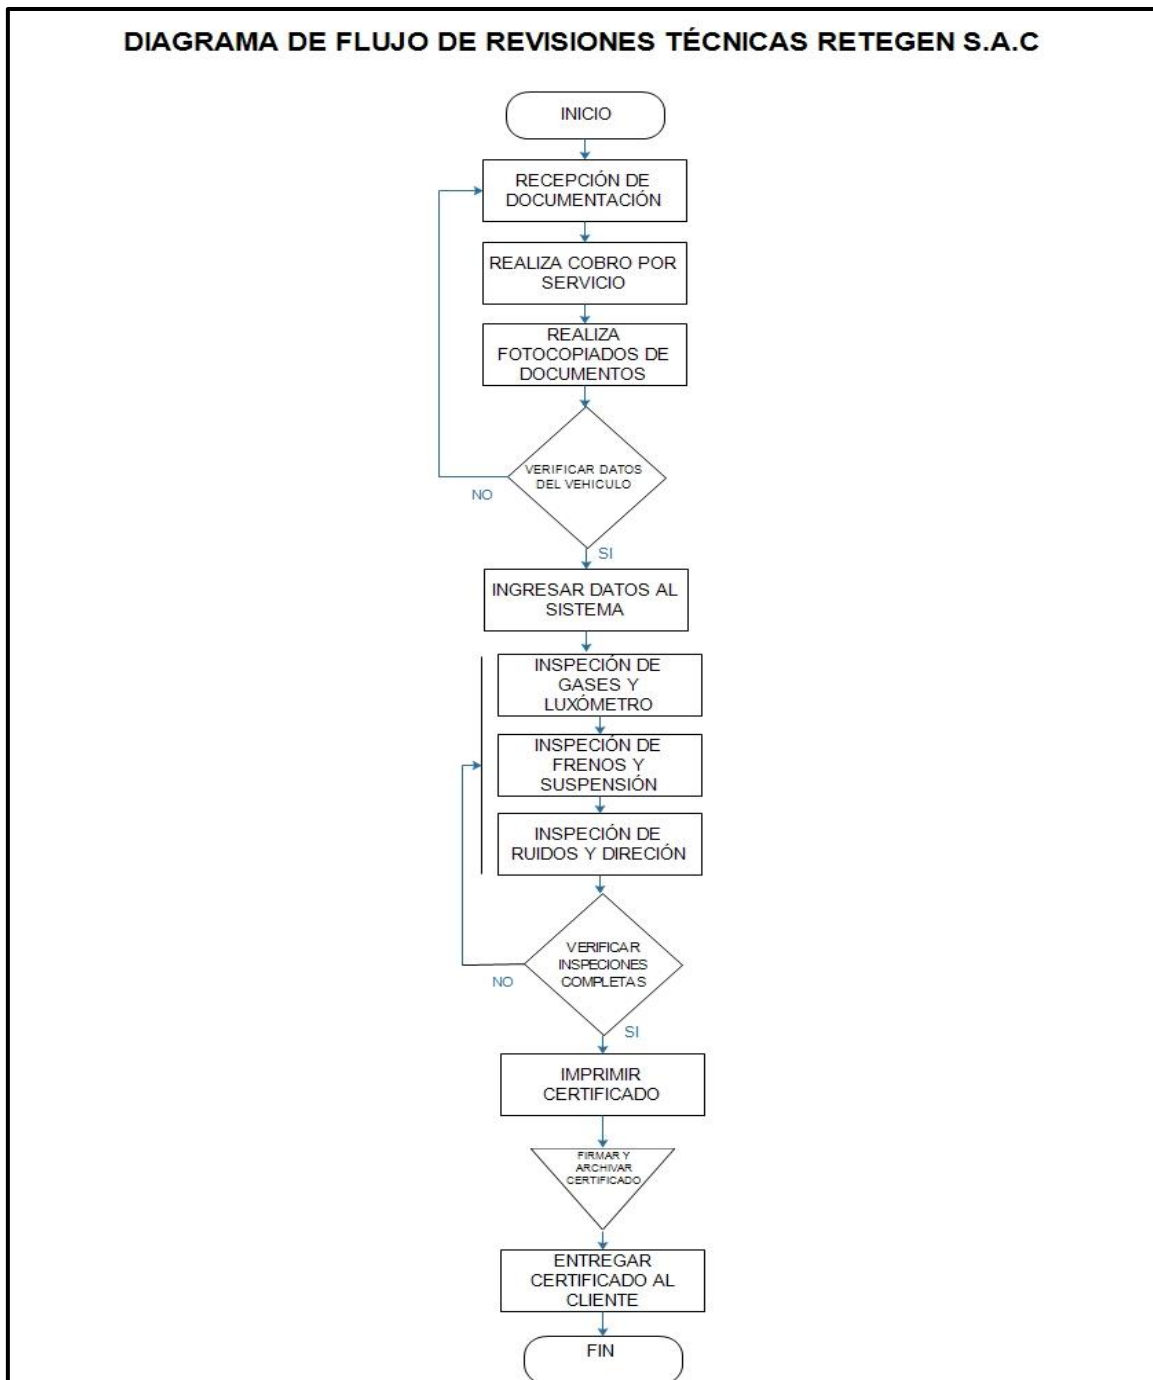 DIAGRAMA DE FLUJO DE REVISIONES TÉCNICAS RETEGEN S.A.C
INICIO
RECEPCIÓN DE
DOCUMENTACIÓN
REALIZA COBRO POR
SERVICIO
REALIZA
FOTOCOPIADOS DE
DOCUMENTOS
VERIFICAR DATOS
DEL VEHICULO
NO
SI
INGRESAR DATOS AL
SISTEMA
INSPECIÓN DE
GASES Y
LUXÓMETRO
INSPECIÓN DE
FRENOS Y
SUSPENSIÓN
INSPECIÓN DE
RUIDOS Y DIRECIÓN
VERIFICAR
INSPECIONES
COMPLETAS
NO
SI
IMPRIMIR
CERTIFICADO
FIRMAR Y
ARCHIVAR
CERTIFICADO
ENTREGAR
CERTIFICADO AL
CLIENTE
FIN